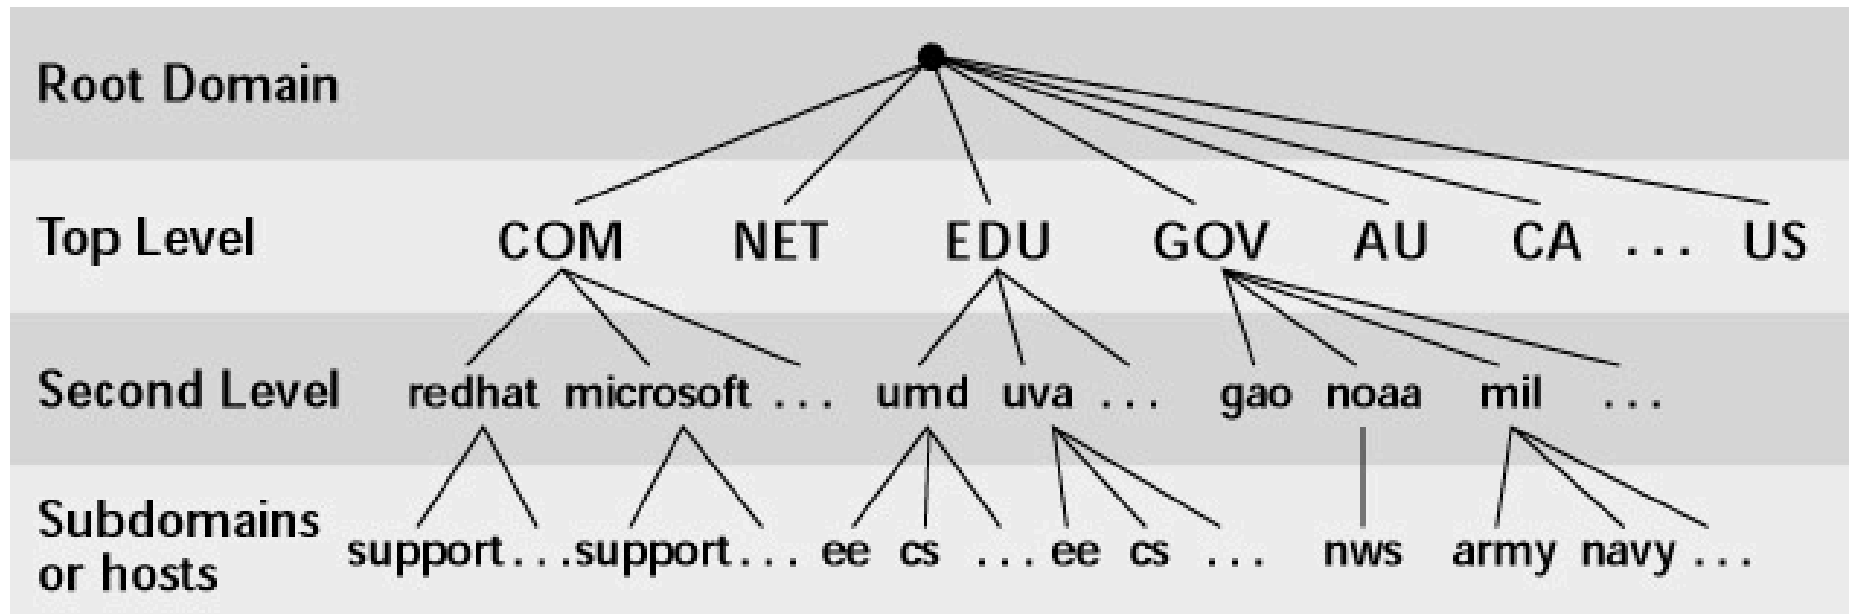 Root Domain
Top Level COM NET EDU GOV AU CA ... US
Second Level redhat microsoft ... umd uva ... gao noaa mil ...
Subdomains
or hosts
support...support... ee cs ... ee cs ... nws army navy ...